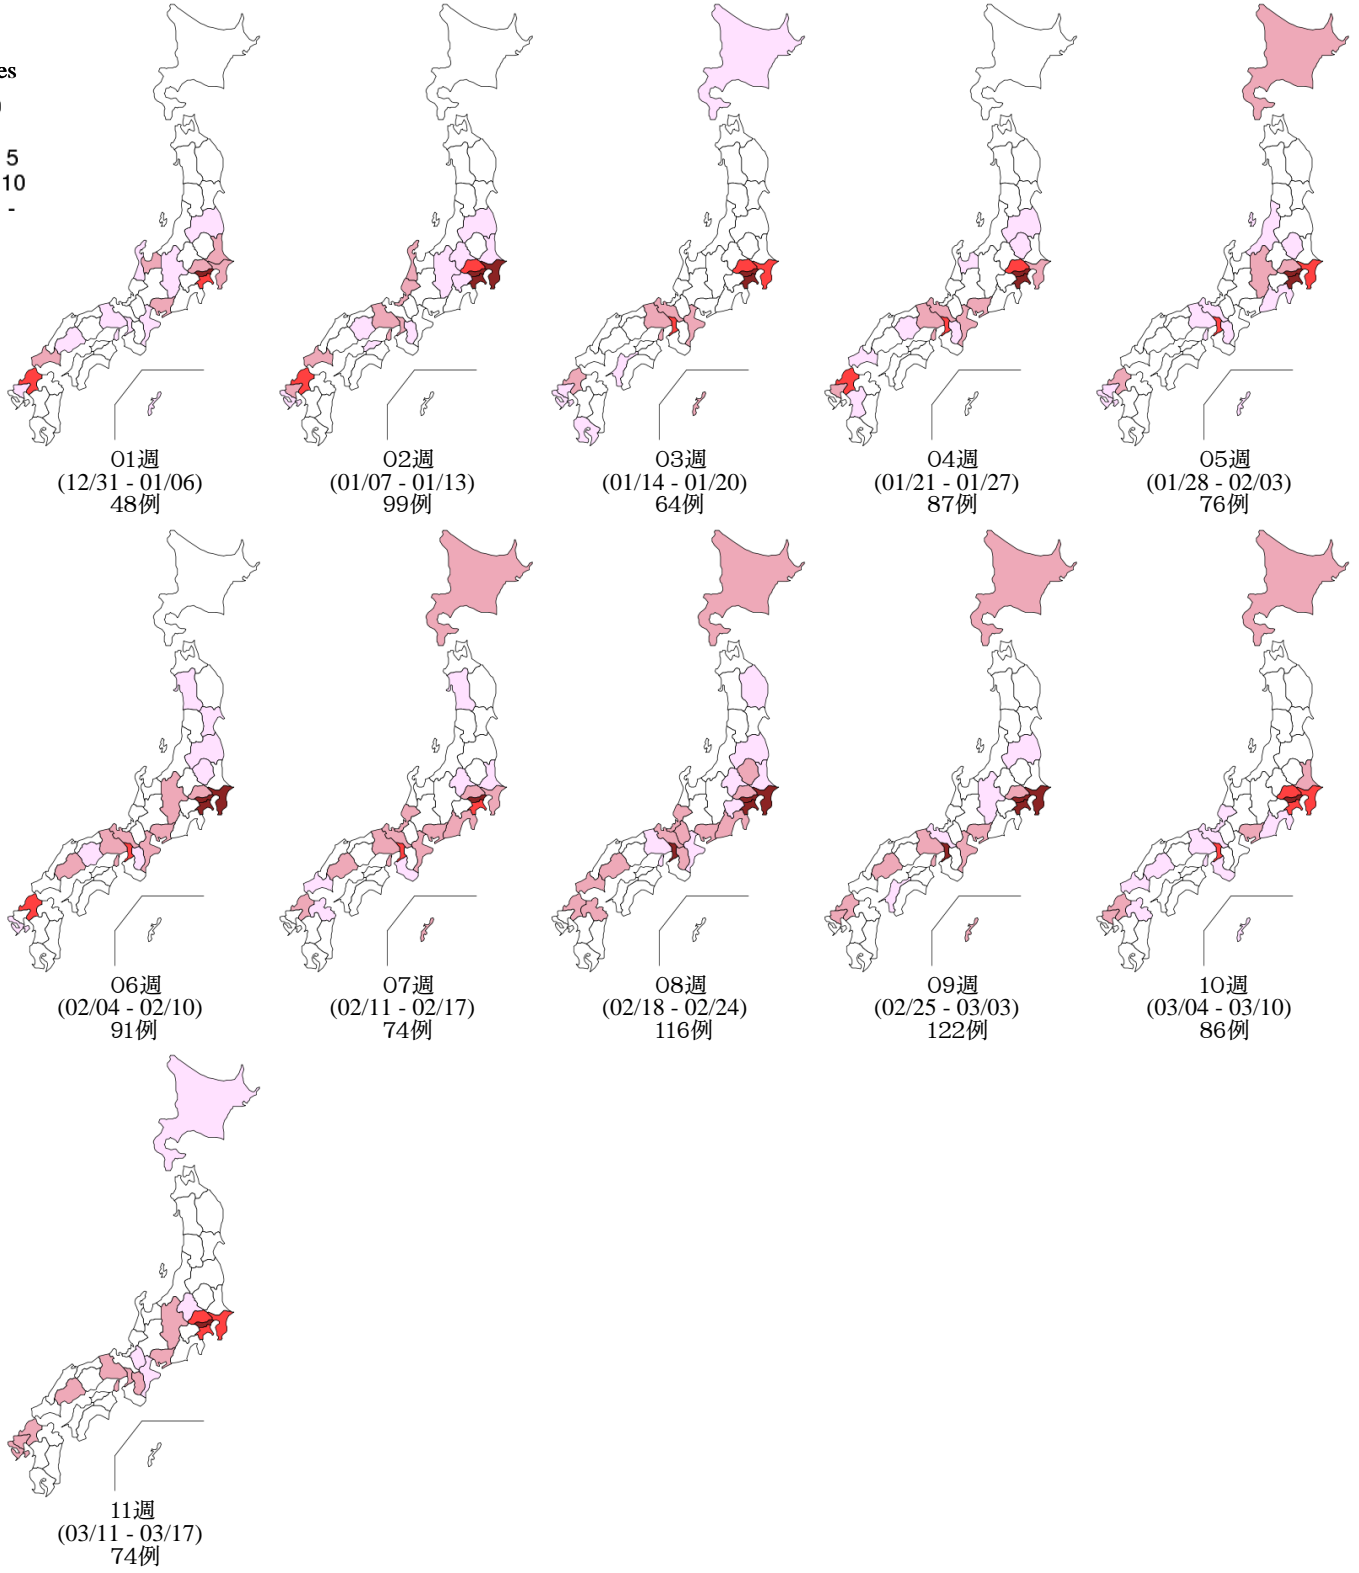 es
5
10
-
01週
(12/31 - 01/06)
48例
02週
(01/07 - 01/13)
99例
03週
(01/14 - 01/20)
64例
04週
(01/21 - 01/27)
87例
05週
(01/28 - 02/03)
76例
06週
(02/04 - 02/10)
91例
07週
(02/11 - 02/17)
74例
08週
(02/18 - 02/24)
116例
09週
(02/25 - 03/03)
122例
10週
(03/04 - 03/10)
86例
11週
(03/11 - 03/17)
74例